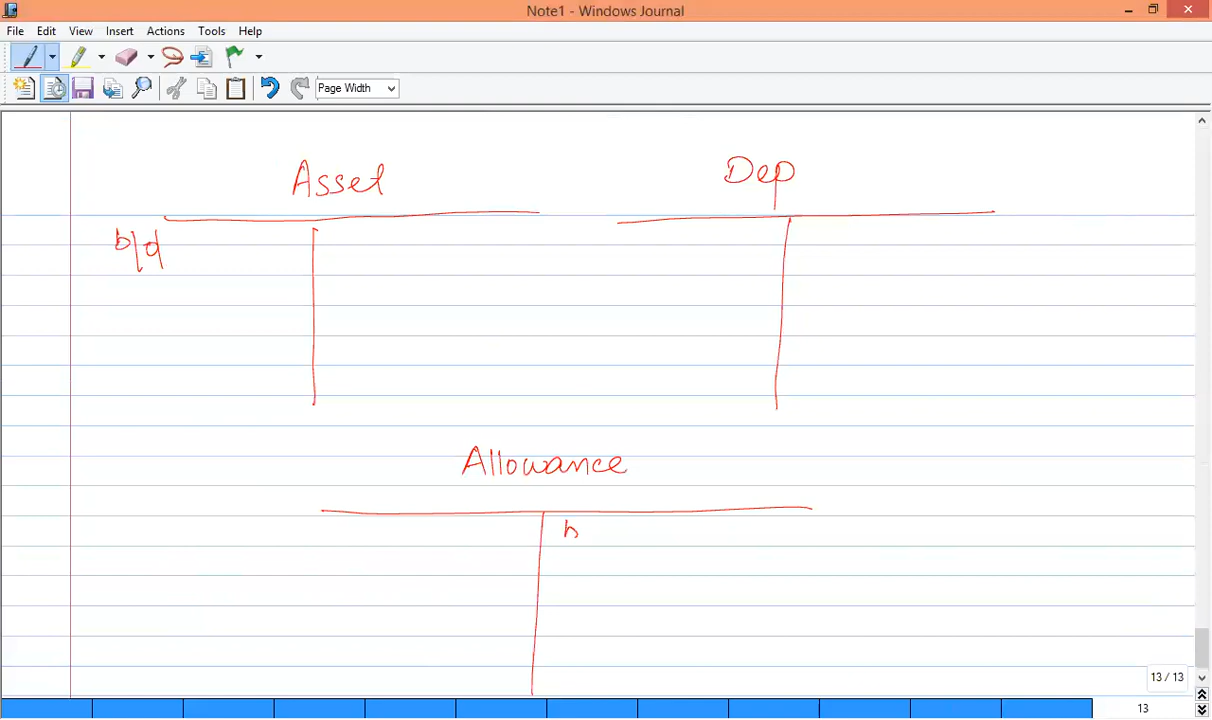 Note1 - Windows Journal
File Edit View Insert Actions Tools Help
Page Width
Asset Dep
b/d
Allowance
b
13 / 13
13